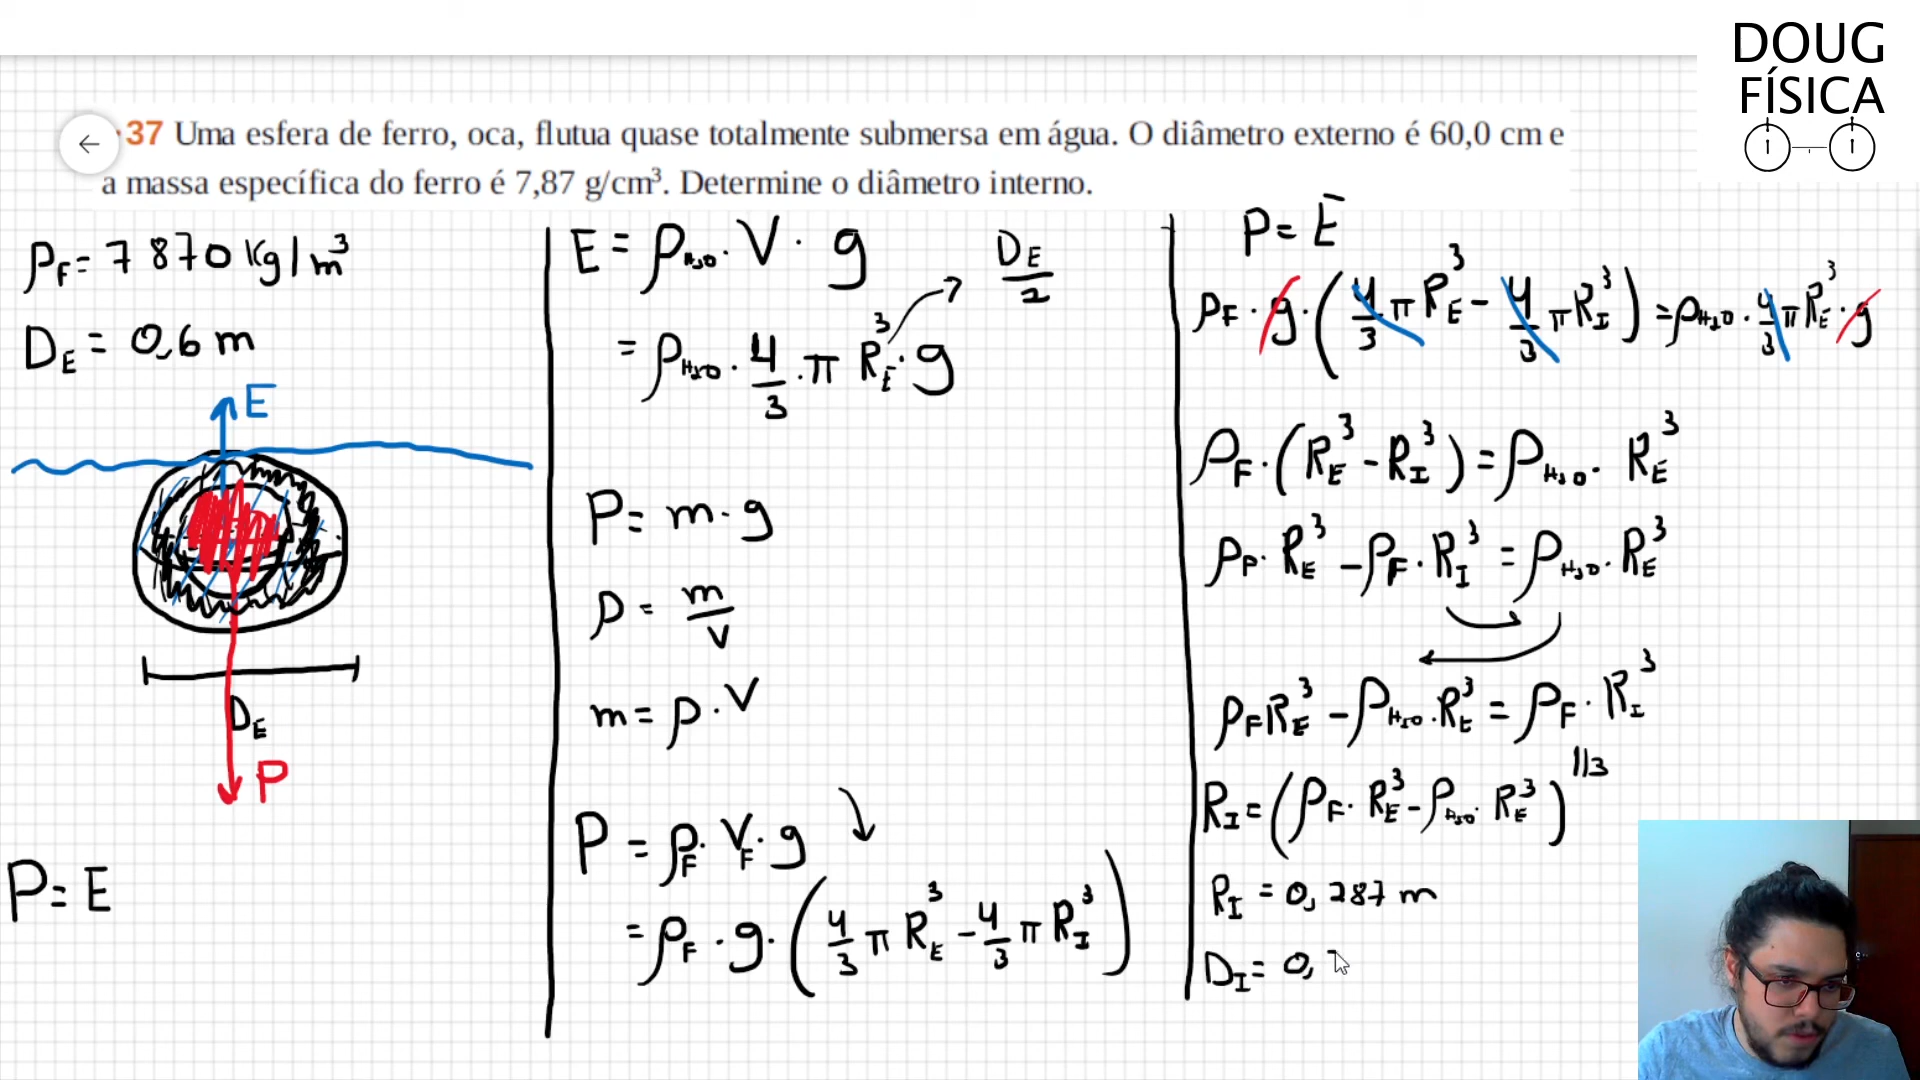 DOUG
FÍSICA
37 Uma esfera de ferro, oca, flutua quase totalmente submersa em água. O diâmetro externo é 60,0 cm e
a massa específica do ferro é 7,87 g/cm³. Determine o diâmetro interno.
ρF = 7870 Kg/m³
DE = 0,6 m
E
DE
P
P = E
E = ρH₂O · V · g
DE/2
= ρH₂O · 4/3 · π RE³ · g
P = m · g
ρ = m/V
m = ρ · V
P = ρF · VF · g
= ρF · g · (4/3 π RE³ - 4/3 π RI³)
P = E
ρF · g · (4/3 π RE³ - 4/3 π RI³) = ρH₂O · 4/3 π RE³ · g
ρF · (RE³ - RI³) = ρH₂O · RE³
ρF · RE³ - ρF · RI³ = ρH₂O · RE³
ρF RE³ - ρH₂O · RE³ = ρF · RI³
RI = (ρF · RE³ - ρH₂O · RE³)^1/3
RI = 0,287 m
DI = 0,